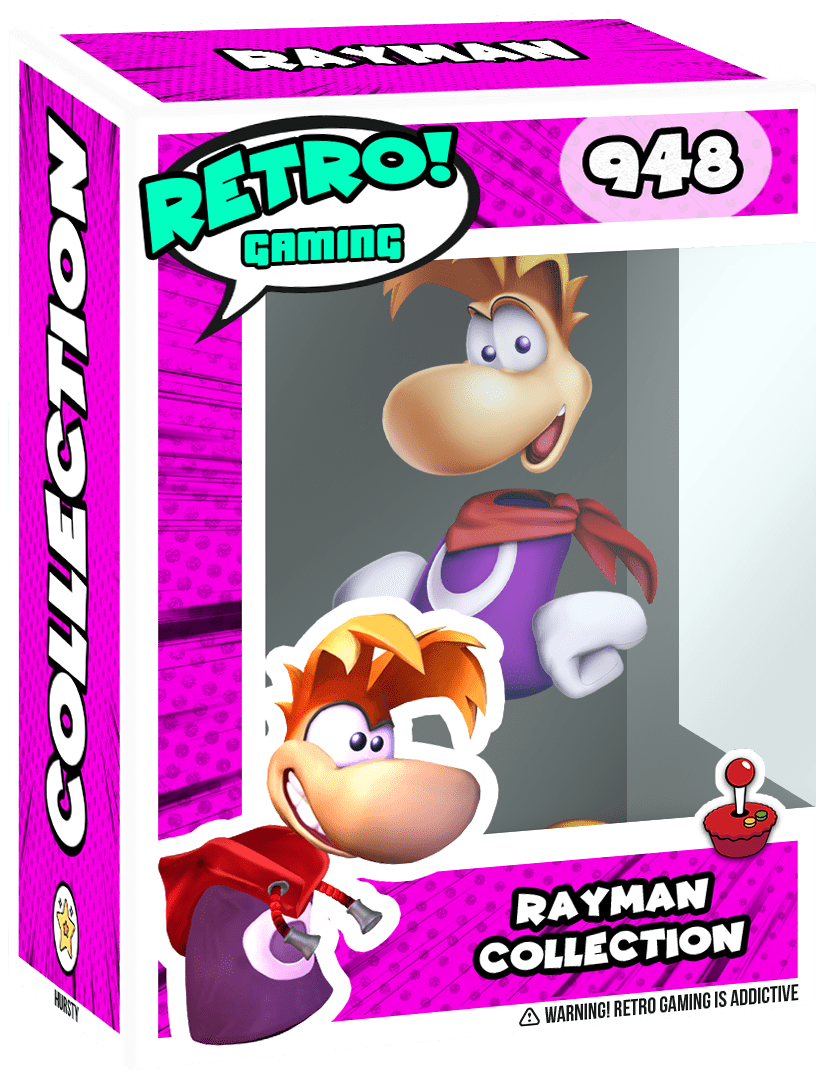 RAYMAN
RETRO!
GAMING
948
COLLECTION
HURSTY
RAYMAN
COLLECTION
WARNING! RETRO GAMING IS ADDICTIVE